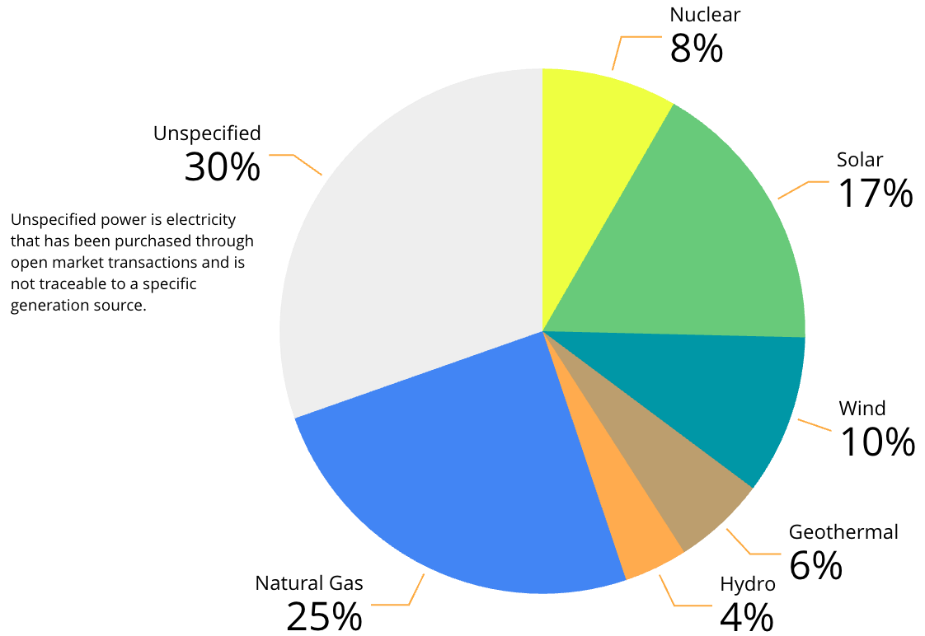 Nuclear
8%
Solar
17%
Wind
10%
Geothermal
6%
Hydro
4%
Natural Gas
25%
Unspecified
30%
Unspecified power is electricity
that has been purchased through
open market transactions and is
not traceable to a specific
generation source.